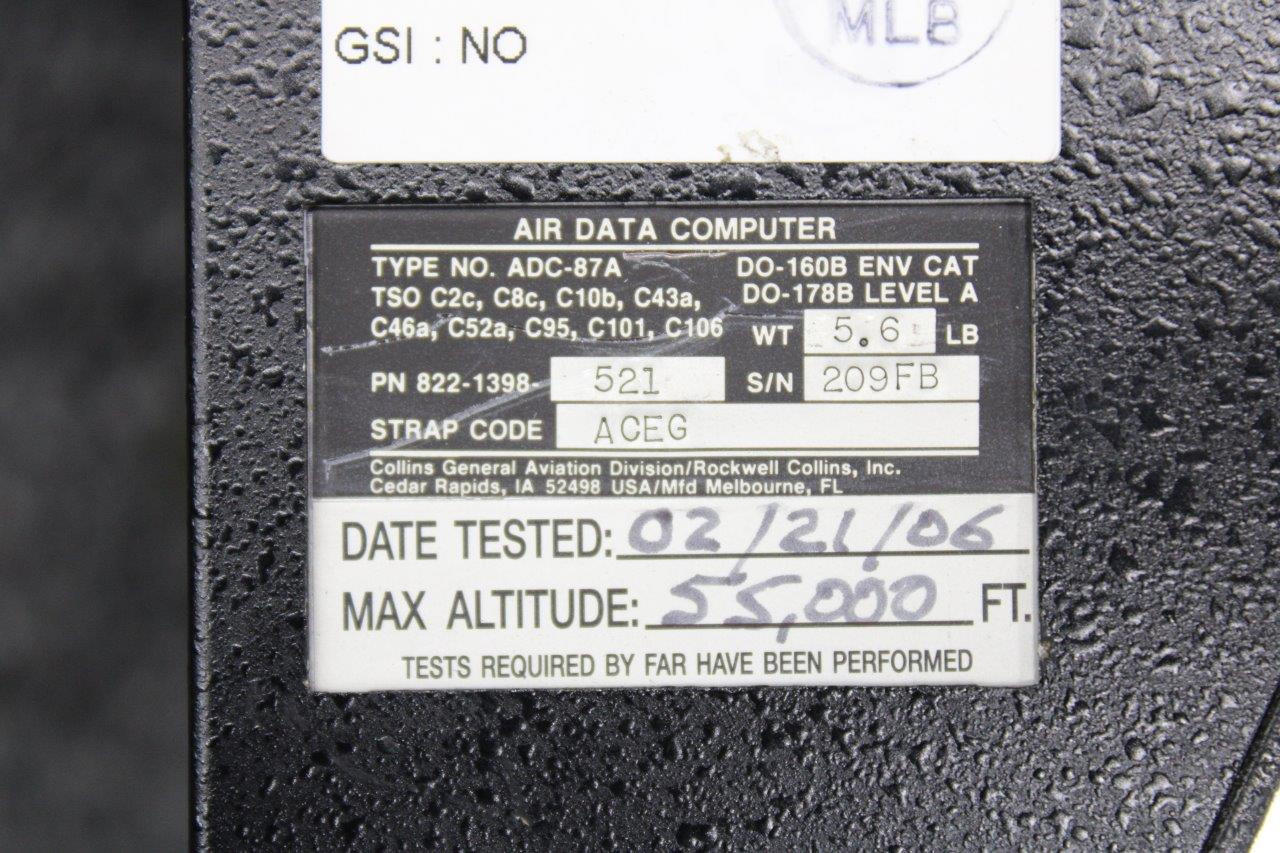 MLB
GSI : NO
AIR DATA COMPUTER
TYPE NO. ADC-87A DO-160B ENV CAT
TSO C2c, C8c, C10b, C43a, DO-178B LEVEL A
C46a, C52a, C95, C101, C106 WT 5.6 LB
PN 822-1398- 521 S/N 209FB
STRAP CODE ACEG
Collins General Aviation Division/Rockwell Collins, Inc.
Cedar Rapids, IA 52498 USA/Mfd Melbourne, FL
DATE TESTED: 02/21/06
MAX ALTITUDE: 55,000 FT.
TESTS REQUIRED BY FAR HAVE BEEN PERFORMED